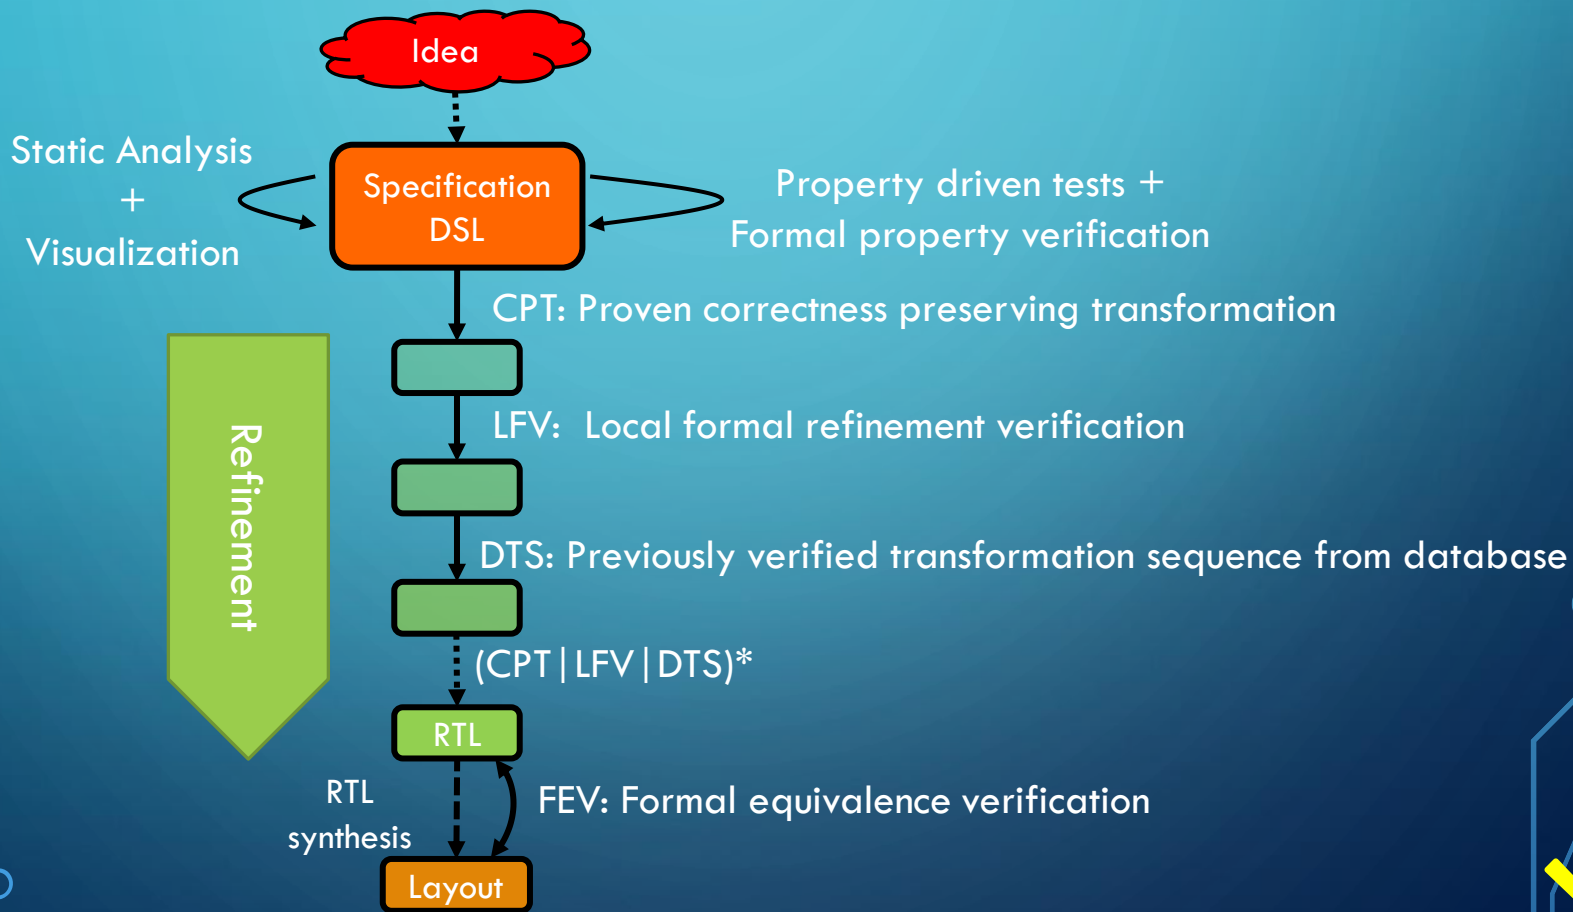 Idea
Static Analysis
+
Visualization
Specification
DSL
Property driven tests +
Formal property verification
CPT: Proven correctness preserving transformation
LFV: Local formal refinement verification
Refinement
DTS: Previously verified transformation sequence from database
(CPT|LFV|DTS)*
RTL
RTL
synthesis
FEV: Formal equivalence verification
Layout